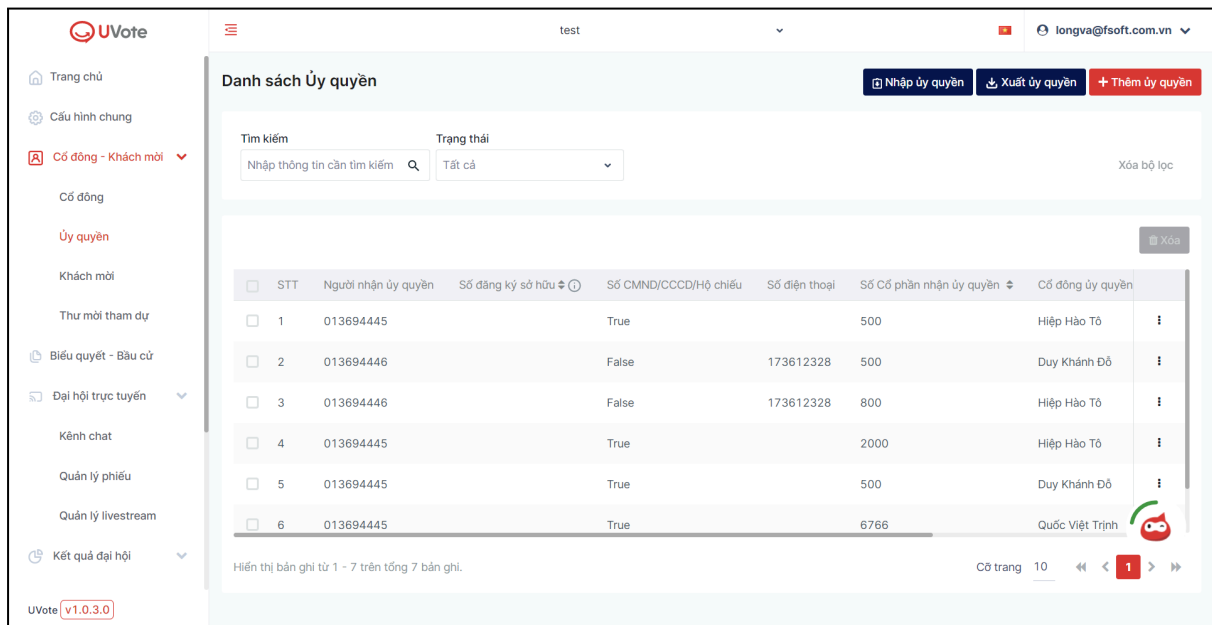 UVote
test
longva@fsoft.com.vn
Trang chủ
Cấu hình chung
Cổ đông - Khách mời
Cổ đông
Ủy quyền
Khách mời
Thư mời tham dự
Biểu quyết - Bầu cử
Đại hội trực tuyến
Kênh chat
Quản lý phiếu
Quản lý livestream
Kết quả đại hội
UVote v1.0.3.0
Danh sách Ủy quyền
Nhập ủy quyền Xuất ủy quyền + Thêm ủy quyền
Tìm kiếm Trạng thái
Nhập thông tin cần tìm kiếm Tất cả Xóa bộ lọc
Xóa
STT Người nhận ủy quyền Số đăng ký sở hữu Số CMND/CCCD/Hộ chiếu Số điện thoại Số Cổ phần nhận ủy quyền Cổ đông ủy quyền
1 013694445 True 500 Hiệp Hào Tô
2 013694446 False 173612328 500 Duy Khánh Đỗ
3 013694446 False 173612328 800 Hiệp Hào Tô
4 013694445 True 2000 Hiệp Hào Tô
5 013694445 True 500 Duy Khánh Đỗ
6 013694445 True 6766 Quốc Việt Trịnh
Hiển thị bản ghi từ 1 - 7 trên tổng 7 bản ghi. Cỡ trang 10 1